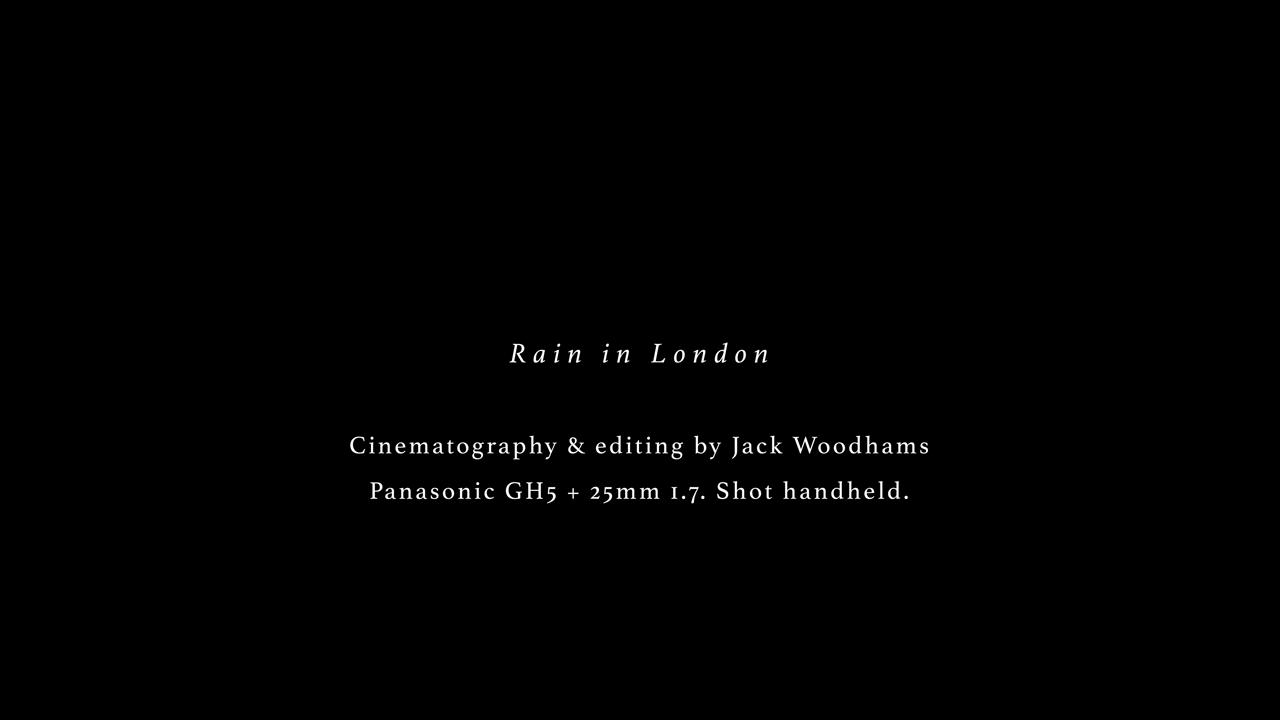 Rain in London
Cinematography & editing by Jack Woodhams
Panasonic GH5 + 25mm 1.7. Shot handheld.